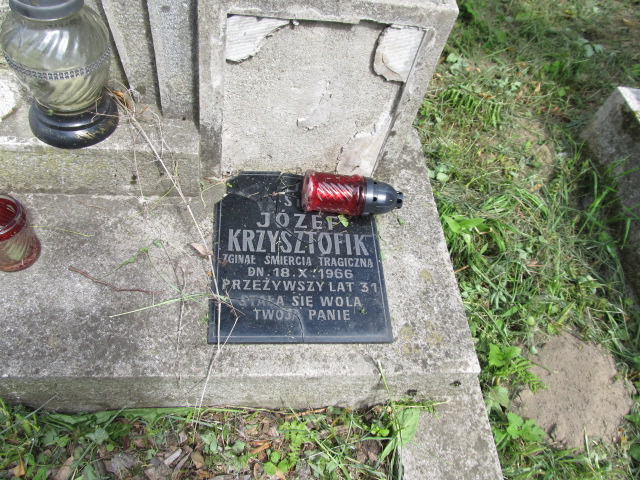 JÓZEF
KRZYSZTOFIK
ZGINĄŁ ŚMIERCIĄ TRAGICZNĄ
DN. 18.X.1966
PRZEŻYWSZY LAT 31
STAŁA SIĘ WOLA
TWOJA PANIE